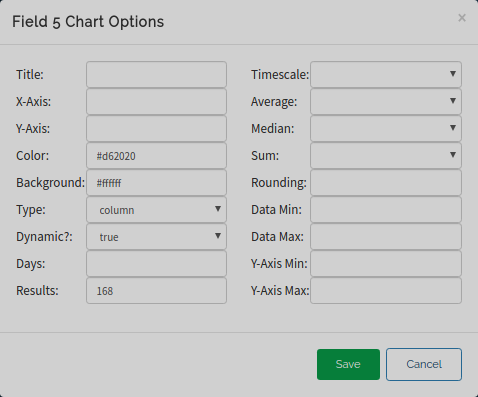 Field 5 Chart Options ×
Title: Timescale:
X-Axis: Average:
Y-Axis: Median:
Color: #d62020 Sum:
Background: #ffffff Rounding:
Type: column Data Min:
Dynamic?: true Data Max:
Days: Y-Axis Min:
Results: 168 Y-Axis Max:
Save Cancel